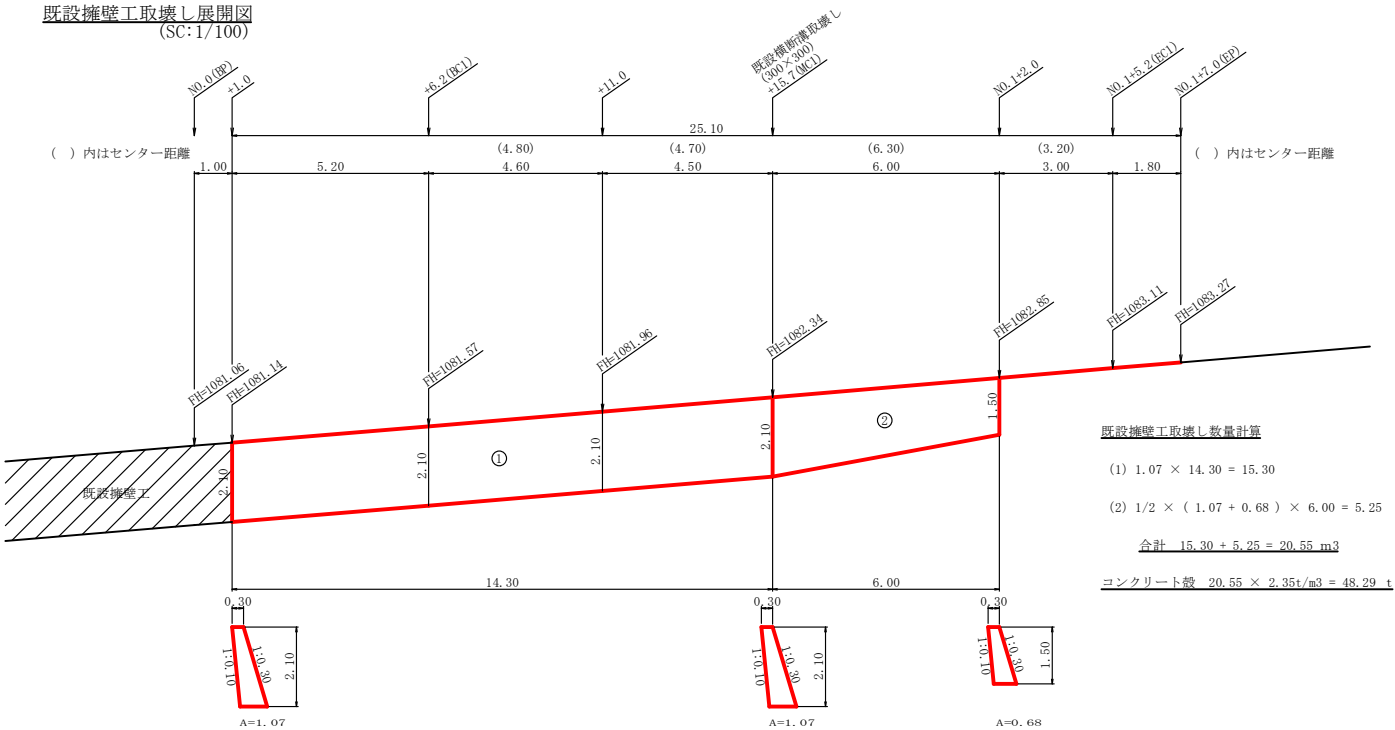 既設擁壁工取壊し展開図
(SC:1/100)
NO.0(BP)
+1.0
+6.2(BC1)
+11.0
既設横断溝取壊し
(300×300)
+15.7(MC1)
NO.1+2.0
NO.1+5.2(EC1)
NO.1+7.0(EP)
25.10
( )内はセンター距離
(4.80)
(4.70)
(6.30)
(3.20)
( )内はセンター距離
1.00
5.20
4.60
4.50
6.00
3.00
1.80
FH=1081.06
FH=1081.14
FH=1081.57
FH=1081.96
FH=1082.34
FH=1082.85
FH=1083.11
FH=1083.27
既設擁壁工
2.10
2.10
①
2.10
2.10
②
1.50
既設擁壁工取壊し数量計算
(1) 1.07 × 14.30 = 15.30
(2) 1/2 × ( 1.07 + 0.68 ) × 6.00 = 5.25
合計 15.30 + 5.25 = 20.55 m3
コンクリート殻 20.55 × 2.35t/m3 = 48.29 t
14.30
6.00
0.30
1:0.10
1:0.30
2.10
A=1.07
0.30
1:0.10
1:0.30
2.10
A=1.07
0.30
1:0.10
1:0.30
1.50
A=0.68